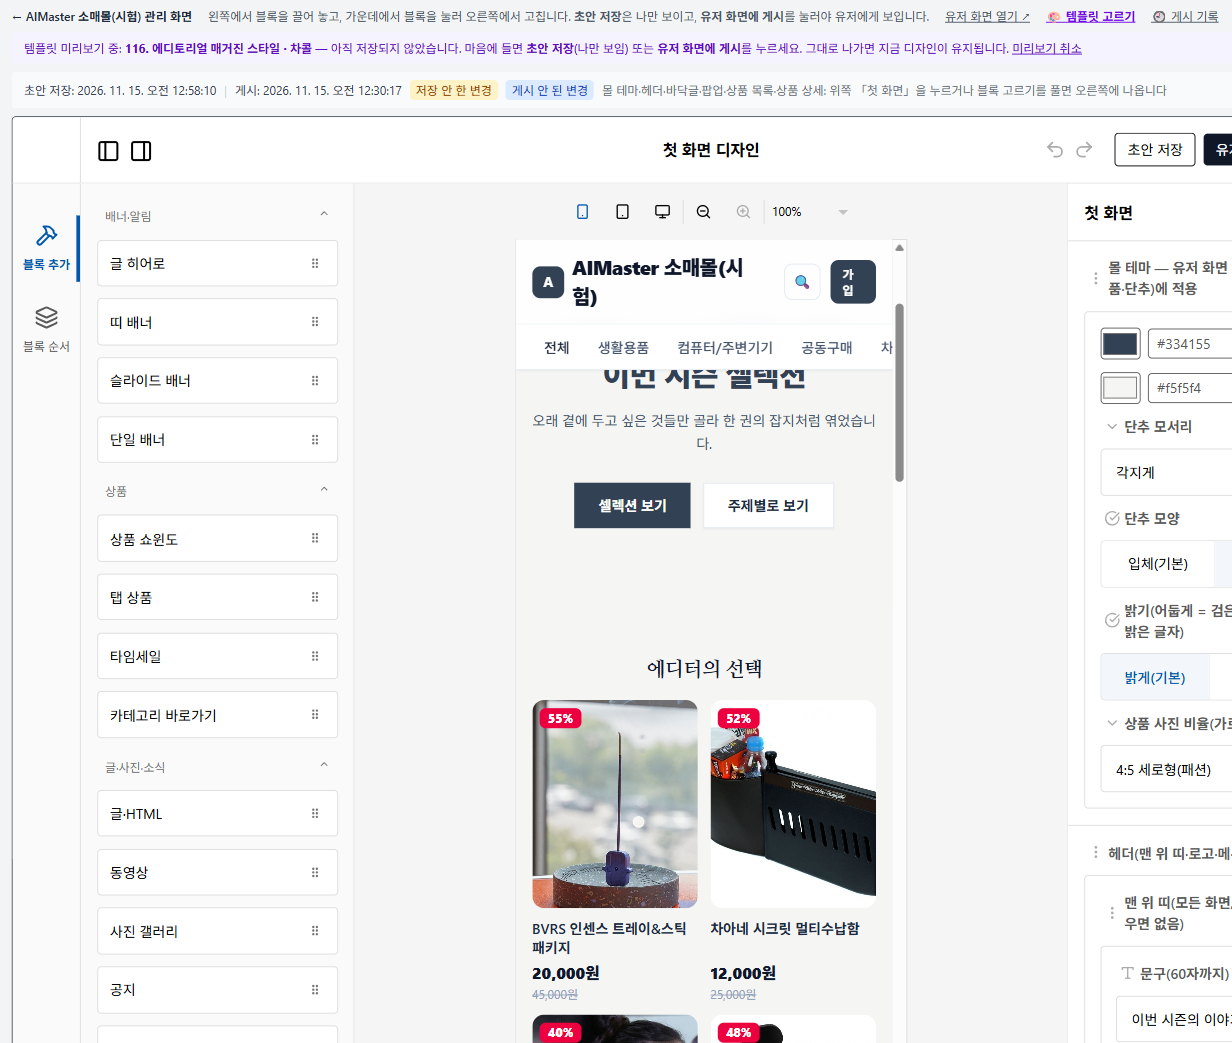 ← AIMaster 소매몰(시험) 관리 화면 왼쪽에서 블록을 끌어 놓고, 가운데에서 블록을 눌러 오른쪽에서 고칩니다. 초안 저장은 나만 보이고, 유저 화면에 게시를 눌러야 유저에게 보입니다. 유저 화면 열기 ↗ 템플릿 고르기 게시 기록
템플릿 미리보기 중: 116. 에디토리얼 매거진 스타일 · 차콜 — 아직 저장되지 않았습니다. 마음에 들면 초안 저장(나만 보임) 또는 유저 화면에 게시를 누르세요. 그대로 나가면 지금 디자인이 유지됩니다. 미리보기 취소
초안 저장: 2026. 11. 15. 오전 12:58:10 | 게시: 2026. 11. 15. 오전 12:30:17 저장 안 한 변경 게시 안 된 변경 몰 테마·헤더·바닥글·팝업·상품 목록·상품 상세: 위쪽 「첫 화면」을 누르거나 블록 고르기를 풀면 오른쪽에 나옵니다
첫 화면 디자인
초안 저장
유
블록 추가
블록 순서
배너·알림
글 히어로
띠 배너
슬라이드 배너
단일 배너
상품
상품 쇼윈도
탭 상품
타임세일
카테고리 바로가기
글·사진·소식
글·HTML
동영상
사진 갤러리
공지
100%
A
AIMaster 소매몰(시
험)
가
입
전체 생활용품 컴퓨터/주변기기 공동구매 차
이번 시즌 셀렉션
오래 곁에 두고 싶은 것들만 골라 한 권의 잡지처럼 엮었습니
다.
셀렉션 보기
주제별로 보기
에디터의 선택
55%
52%
BVRS 인센스 트레이&스틱
패키지
20,000원
45,000원
차아네 시크릿 멀티수납함
12,000원
25,000원
40%
48%
첫 화면
몰 테마 — 유저 화면
품·단추)에 적용
#334155
#f5f5f4
단추 모서리
각지게
단추 모양
입체(기본)
밝기(어둡게 = 검은
밝은 글자)
밝게(기본)
상품 사진 비율(가로
4:5 세로형(패션)
헤더(맨 위 띠·로고·메
맨 위 띠(모든 화면,
우면 없음)
문구(60자까지)
이번 시즌의 이야